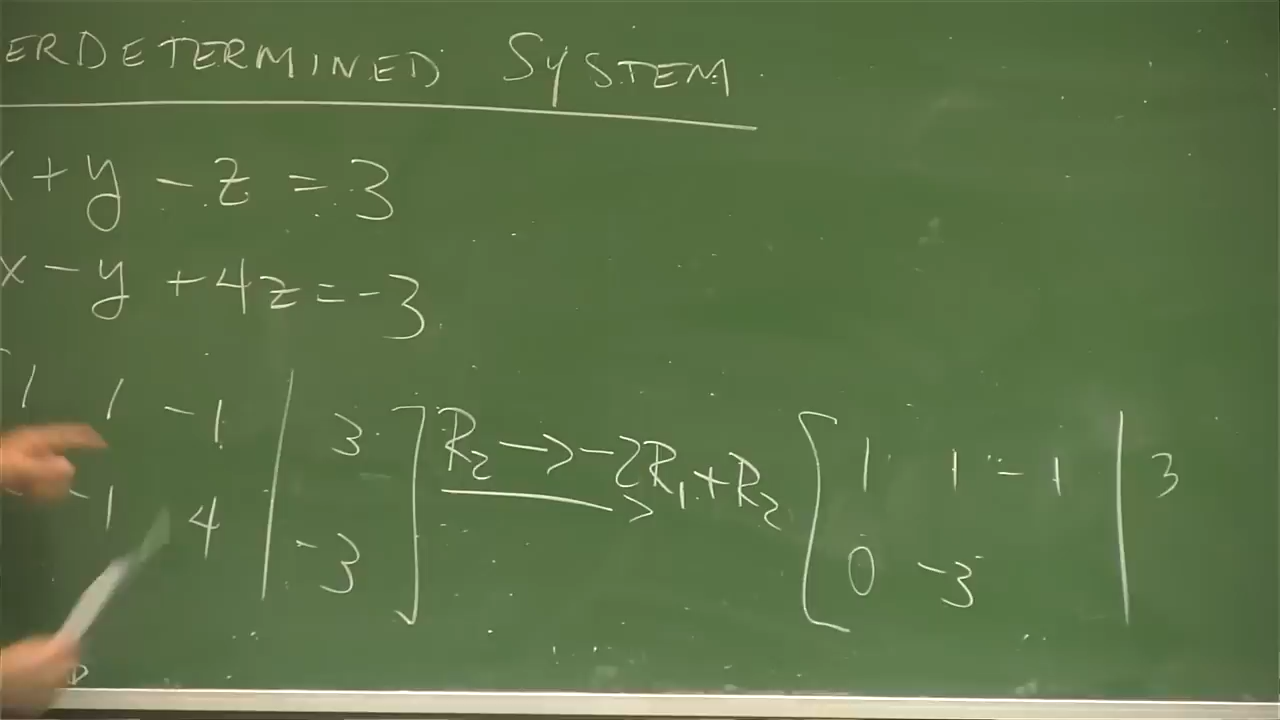 ERDETERMINED SYSTEM
x + y - z = 3
x - y + 4z = -3
1 1 -1 | 3 ] R₂ → -2R₁ + R₂ [ 1 1 -1 | 3
-1 4 | -3 ] [ 0 -3 |